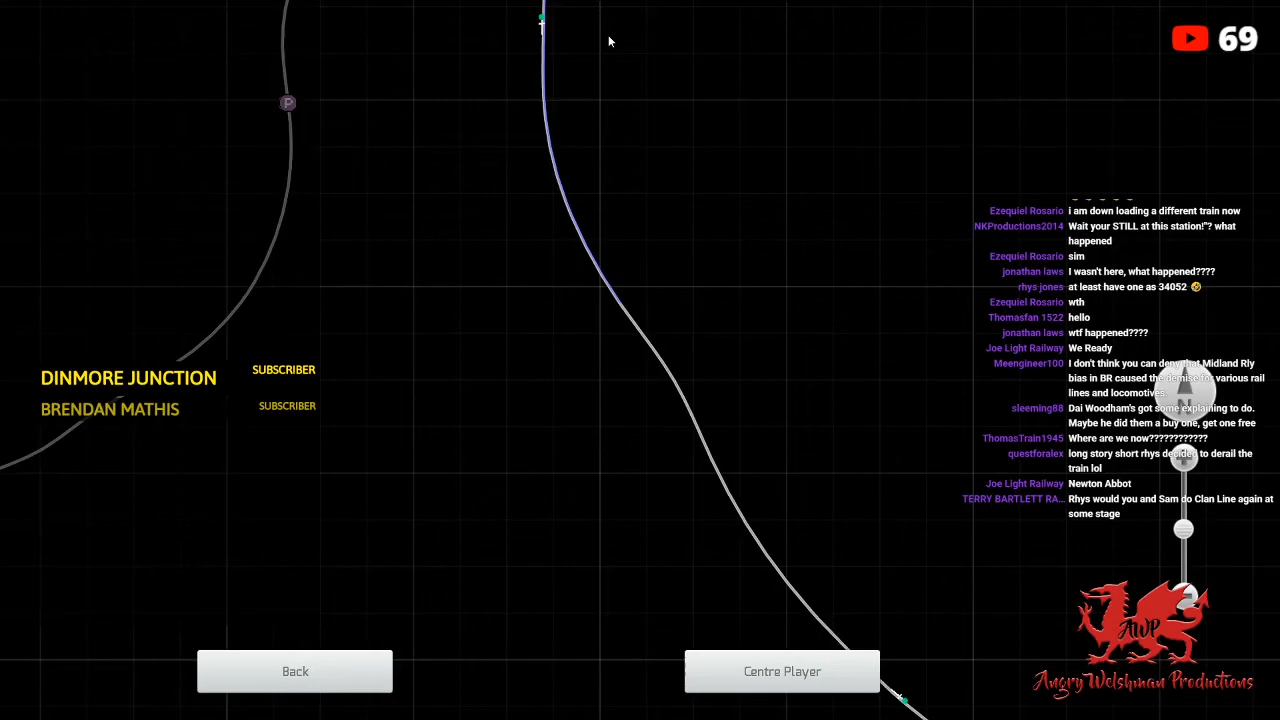 69
P
Ezequiel Rosario i am down loading a different train now
NKProductions2014 Wait your STILL at this station!"? what
happened
Ezequiel Rosario sim
jonathan laws I wasn't here, what happened????
rhys jones at least have one as 34052 🤣
Ezequiel Rosario wth
Thomasfan 1522 hello
jonathan laws wtf happened????
Joe Light Railway We Ready
Meengineer100 I don't think you can deny that Midland Rly
bias in BR caused the demise for various rail
lines and locomotives.
sleeming88 Dai Woodham's got some explaining to do.
Maybe he did them a buy one, get one free
ThomasTrain1945 Where are we now????????????
questforalex long story short rhys decided to derail the
train lol
Joe Light Railway Newton Abbot
TERRY BARTLETT RA... Rhys would you and Sam do Clan Line again at
some stage
N
DINMORE JUNCTION SUBSCRIBER
BRENDAN MATHIS SUBSCRIBER
Back
Centre Player
AWP
Angry Welshman Productions